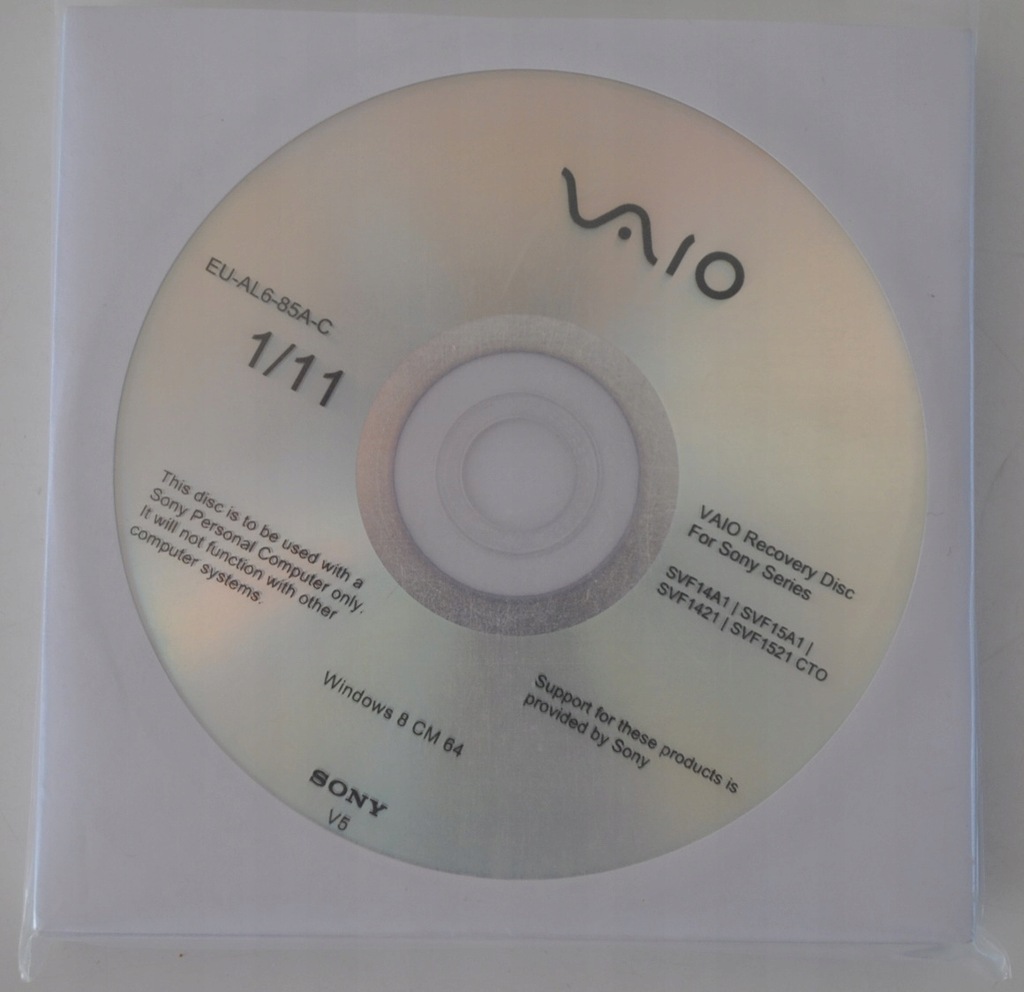 VAIO
EU-AL6-85A-C
1/11
This disc is to be used with a
Sony Personal Computer only.
It will not function with other
computer systems.
VAIO Recovery Disc
For Sony Series
SVF14A1 | SVF15A1 |
SVF1421 | SVF1521 CTO
Windows 8 CM 64
Support for these products is
provided by Sony
SONY
V5